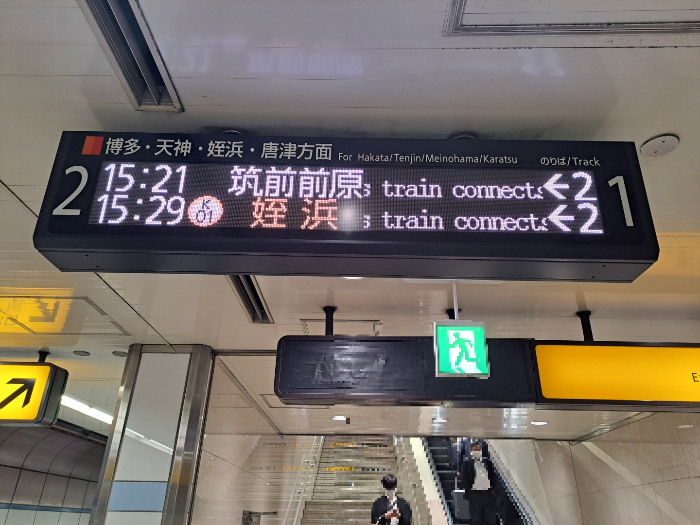 博多・天神・姪浜・唐津方面 For Hakata/Tenjin/Meinohama/Karatsu のりば/Track
2 1
15:21 筑前前原 s train connects ←2
15:29 K 01 姪浜 s train connects ←2